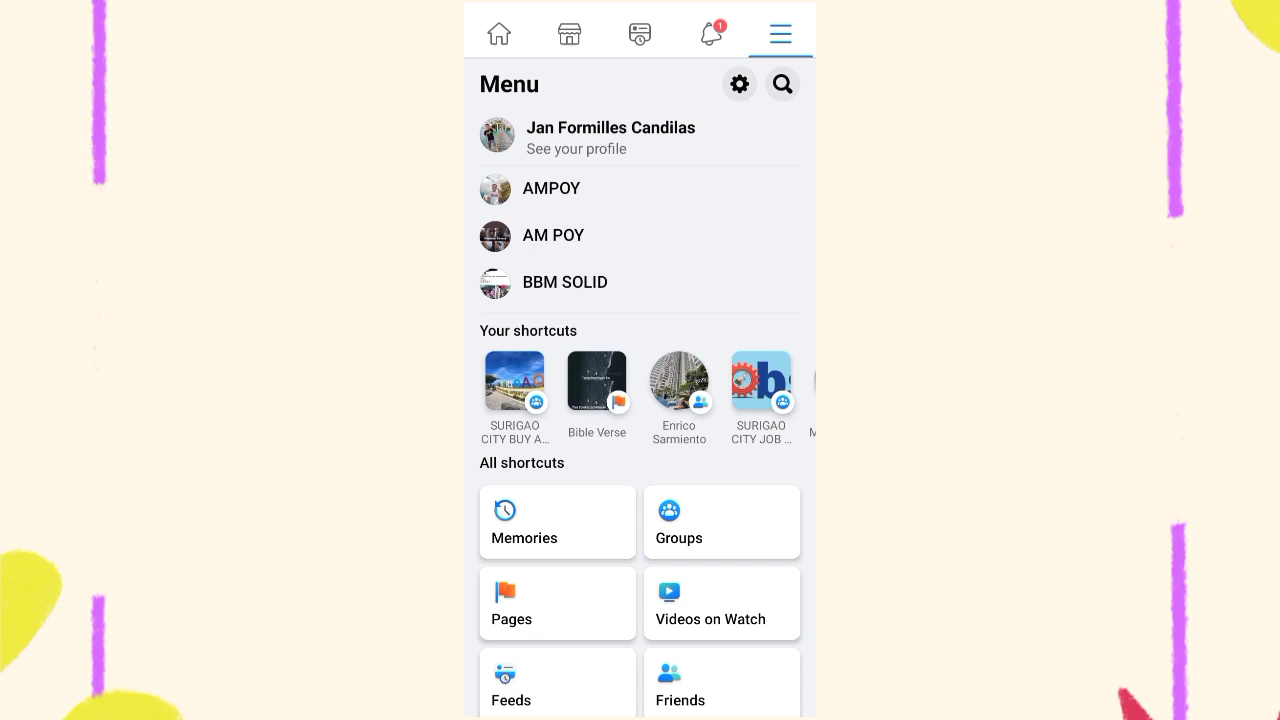 1
Menu
Jan Formilles Candilas
See your profile
AMPOY
AM POY
BBM SOLID
Your shortcuts
SURIGAO
CITY BUY A...
Bible Verse
Enrico
Sarmiento
SURIGAO
CITY JOB ...
M
All shortcuts
Memories
Groups
Pages
Videos on Watch
Feeds
Friends